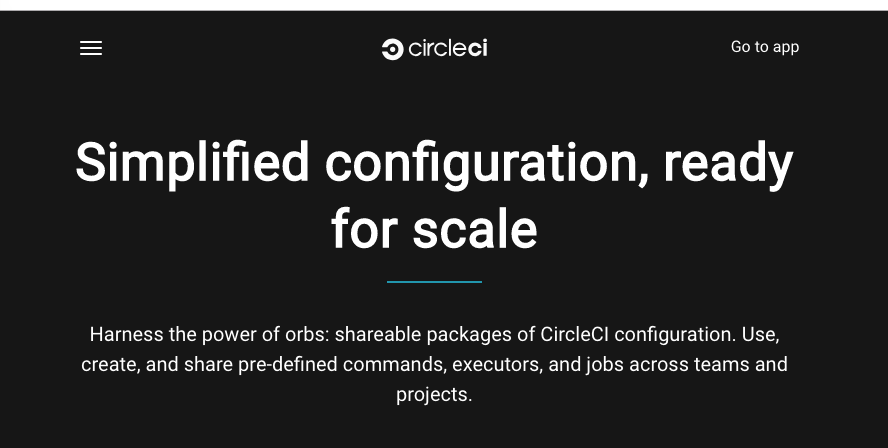 circleci
Go to app
Simplified configuration, ready
for scale
Harness the power of orbs: shareable packages of CircleCI configuration. Use,
create, and share pre-defined commands, executors, and jobs across teams and
projects.